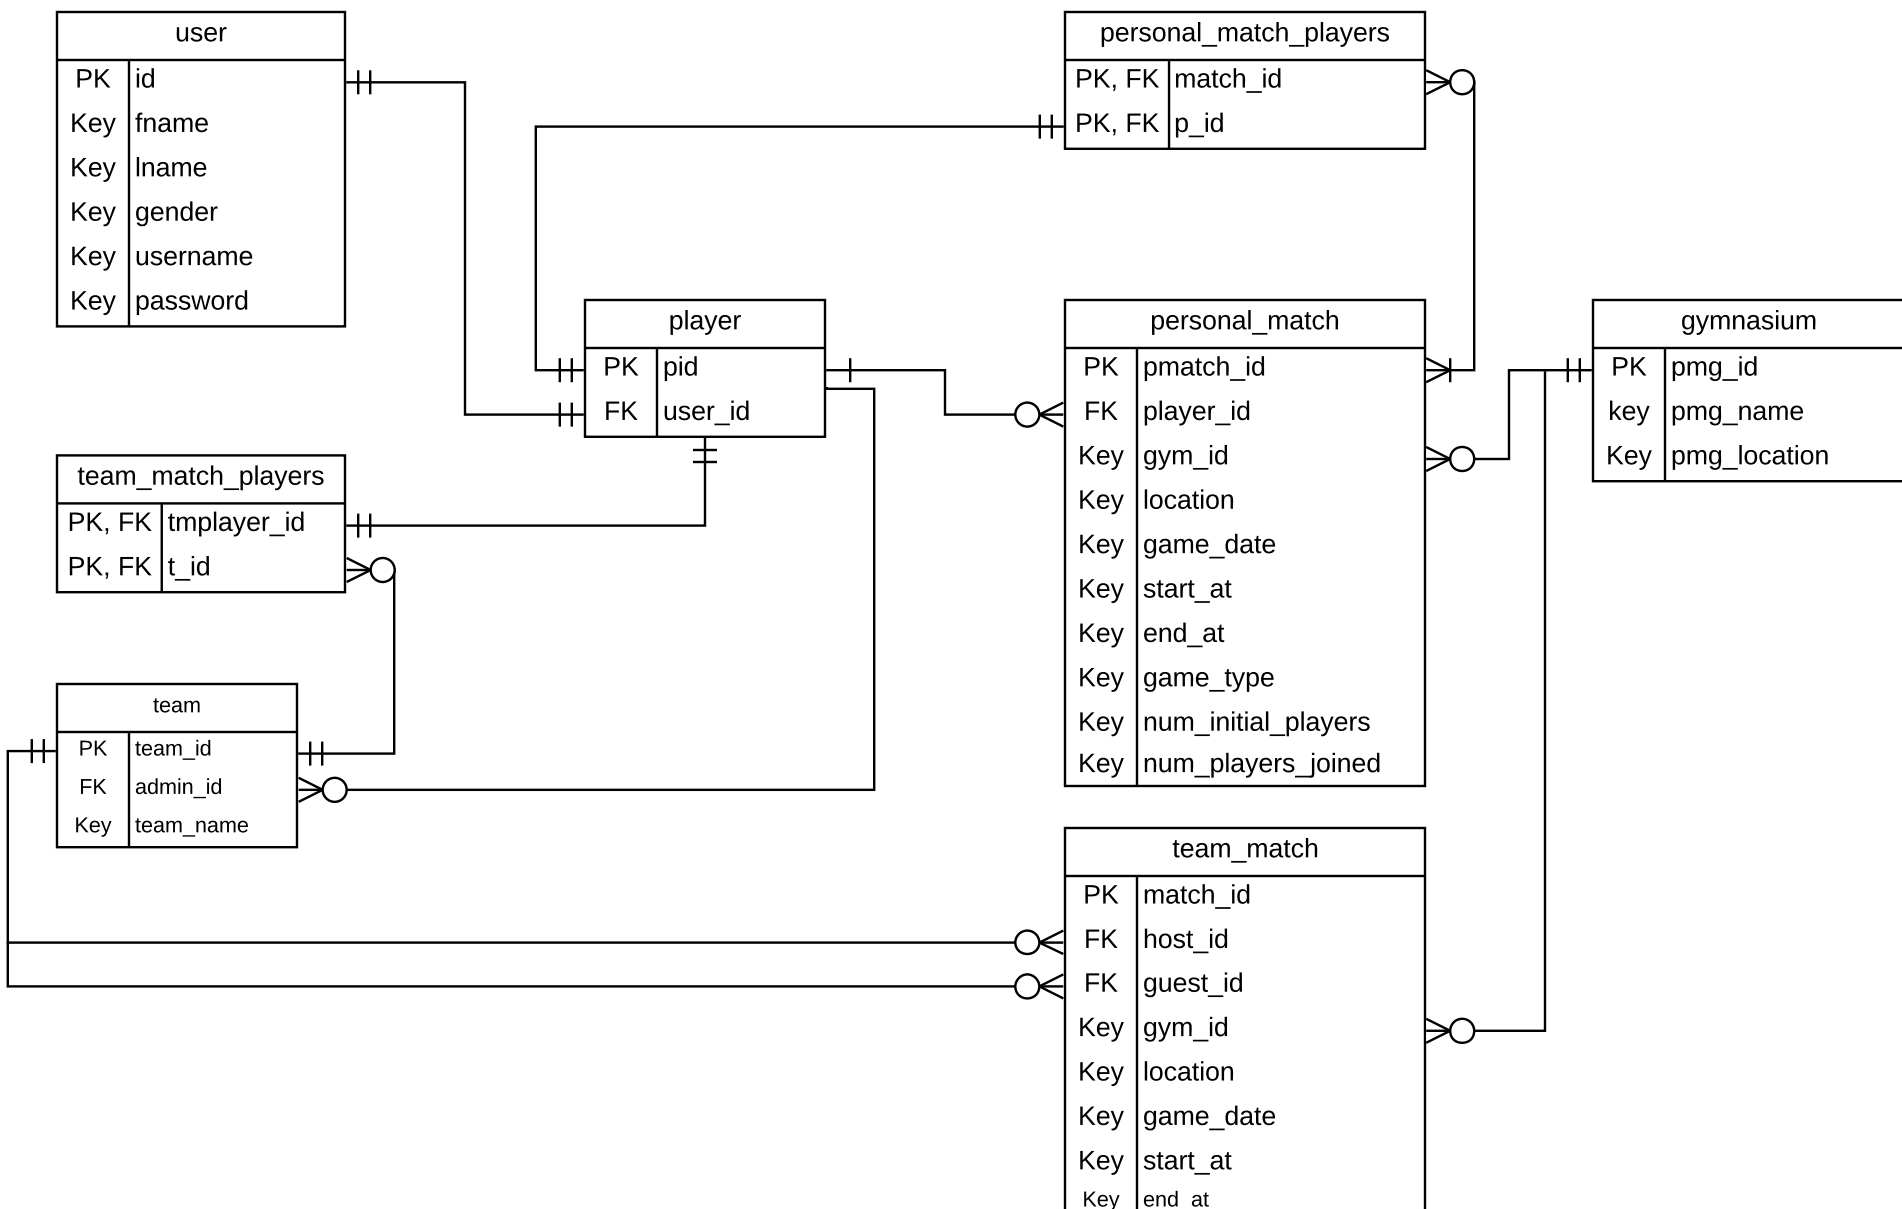 user
PK id
Key fname
Key lname
Key gender
Key username
Key password
personal_match_players
PK, FK match_id
PK, FK p_id
player
PK pid
FK user_id
personal_match
PK pmatch_id
FK player_id
Key gym_id
Key location
Key game_date
Key start_at
Key end_at
Key game_type
Key num_initial_players
Key num_players_joined
gymnasium
PK pmg_id
key pmg_name
Key pmg_location
team_match_players
PK, FK tmplayer_id
PK, FK t_id
team
PK team_id
FK admin_id
Key team_name
team_match
PK match_id
FK host_id
FK guest_id
Key gym_id
Key location
Key game_date
Key start_at
Key end_at